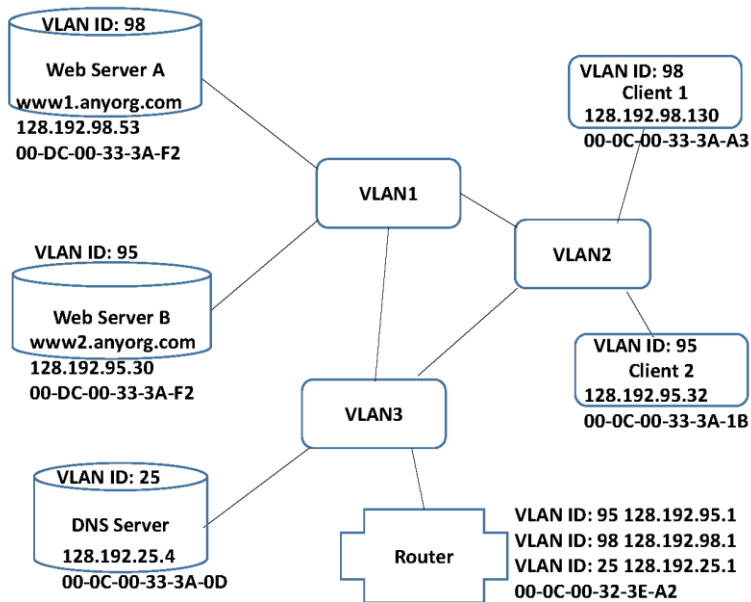 VLAN ID: 98
Web Server A
www1.anyorg.com
128.192.98.53
00-DC-00-33-3A-F2
VLAN ID: 98
Client 1
128.192.98.130
00-0C-00-33-3A-A3
VLAN1
VLAN2
VLAN ID: 95
Web Server B
www2.anyorg.com
128.192.95.30
00-DC-00-33-3A-F2
VLAN ID: 95
Client 2
128.192.95.32
00-0C-00-33-3A-1B
VLAN3
VLAN ID: 25
DNS Server
128.192.25.4
00-0C-00-33-3A-0D
Router
VLAN ID: 95 128.192.95.1
VLAN ID: 98 128.192.98.1
VLAN ID: 25 128.192.25.1
00-0C-00-32-3E-A2